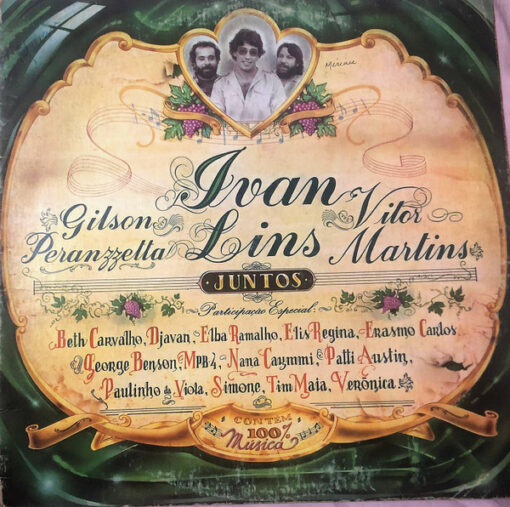 Mércace
Ivan Lins
Gilson Peranzzetta
Vitor Martins
JUNTOS
Participação Especial:
Beth Carvalho, Djavan, Elba Ramalho, Elis Regina, Erasmo Carlos,
George Benson, MPB4, Nana Caymmi, Patti Austin,
Paulinho da Viola, Simone, Tim Maia, Verônica.
CONTEM
100%
Música